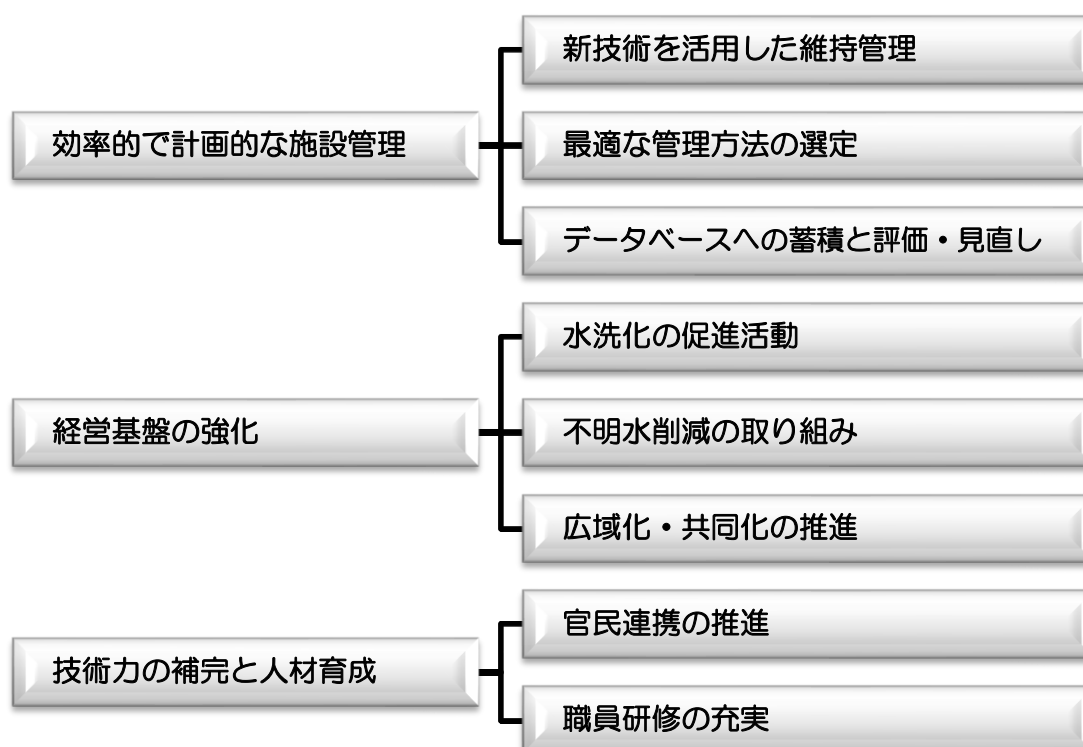 効率的で計画的な施設管理
新技術を活用した維持管理
最適な管理方法の選定
データベースへの蓄積と評価・見直し
経営基盤の強化
水洗化の促進活動
不明水削減の取り組み
広域化・共同化の推進
技術力の補完と人材育成
官民連携の推進
職員研修の充実